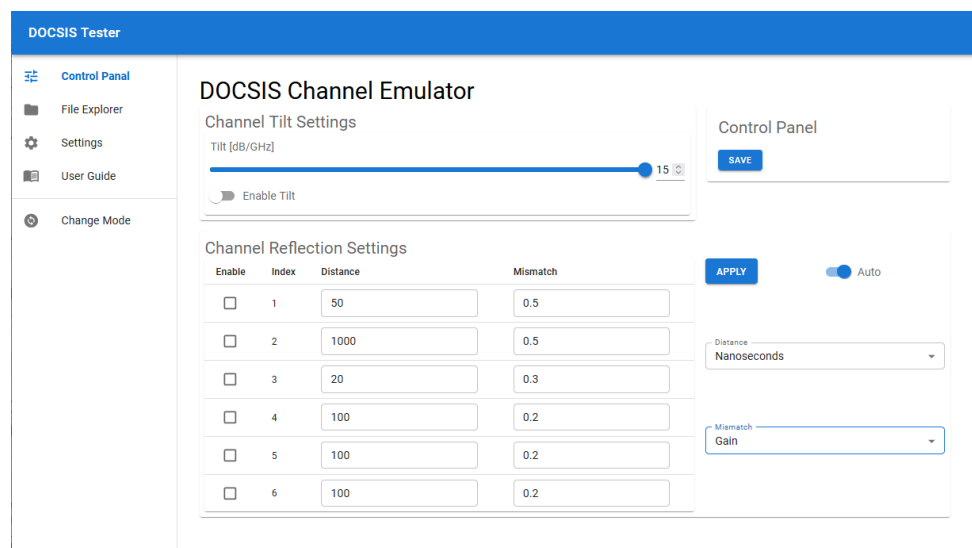 DOCSIS Tester
Control Panel
File Explorer
Settings
User Guide
Change Mode
DOCSIS Channel Emulator
Channel Tilt Settings
Tilt [dB/GHz]
15
Enable Tilt
Control Panel
SAVE
Channel Reflection Settings
Enable Index Distance Mismatch
1 50 0.5
2 1000 0.5
3 20 0.3
4 100 0.2
5 100 0.2
6 100 0.2
APPLY Auto
Distance
Nanoseconds
Mismatch
Gain